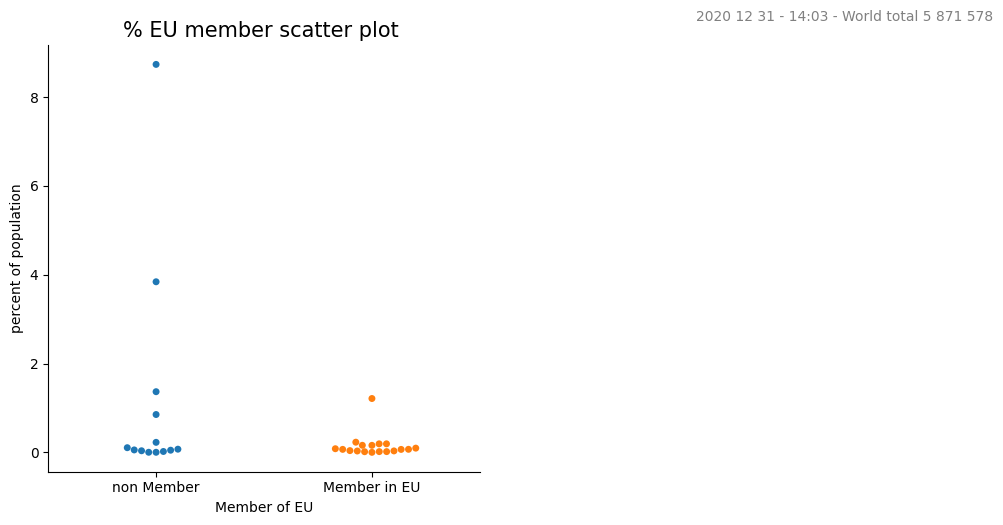 2020 12 31 - 14:03 - World total 5 871 578
% EU member scatter plot
percent of population
8
6
4
2
0
non Member
Member in EU
Member of EU